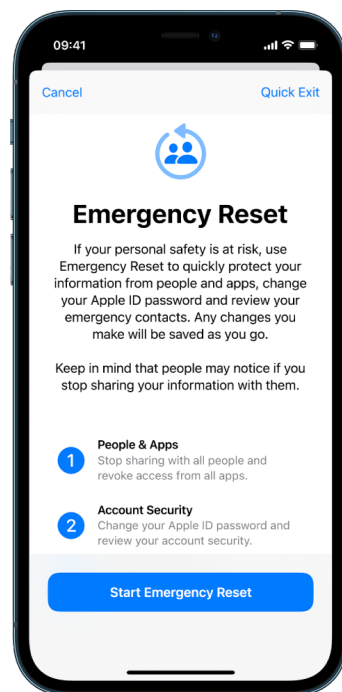 09:41
Cancel Quick Exit
Emergency Reset
If your personal safety is at risk, use
Emergency Reset to quickly protect your
information from people and apps, change
your Apple ID password and review your
emergency contacts. Any changes you
make will be saved as you go.
Keep in mind that people may notice if you
stop sharing your information with them.
1 People & Apps
Stop sharing with all people and
revoke access from all apps.
2 Account Security
Change your Apple ID password and
review your account security.
Start Emergency Reset